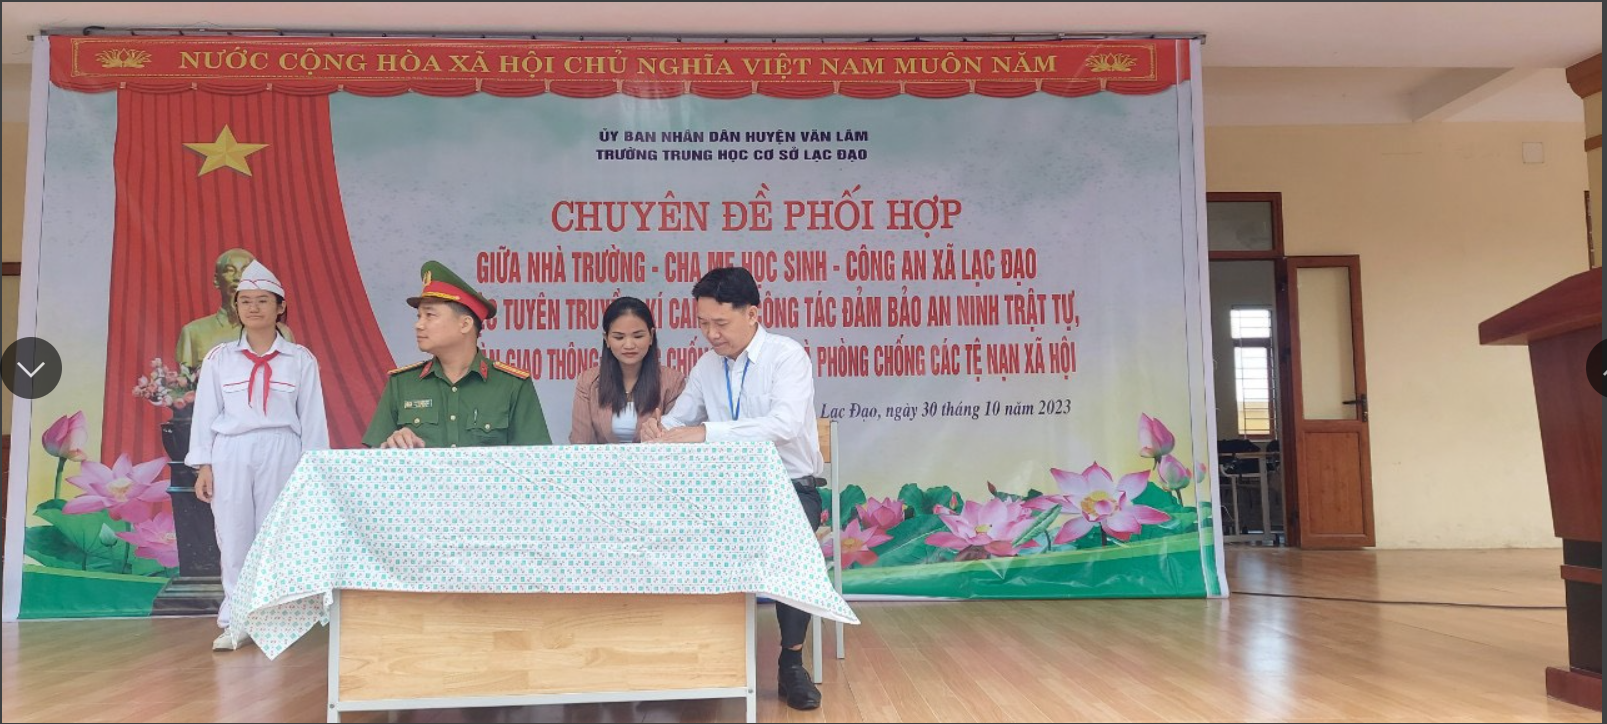 NƯỚC CỘNG HÒA XÃ HỘI CHỦ NGHĨA VIỆT NAM MUÔN NĂM
ỦY BAN NHÂN DÂN HUYỆN VĂN LÂM
TRƯỜNG TRUNG HỌC CƠ SỞ LẠC ĐẠO
CHUYÊN ĐỀ PHỐI HỢP
GIỮA NHÀ TRƯỜNG - CHA MẸ HỌC SINH - CÔNG AN XÃ LẠC ĐẠO
TUYÊN TRUYỀN KÍ CAM CÔNG TÁC ĐẢM BẢO AN NINH TRẬT TỰ,
GIAO THÔNG PHÒNG CHỐNG CÁC TỆ NẠN XÃ HỘI
Lạc Đạo, ngày 30 tháng 10 năm 2023